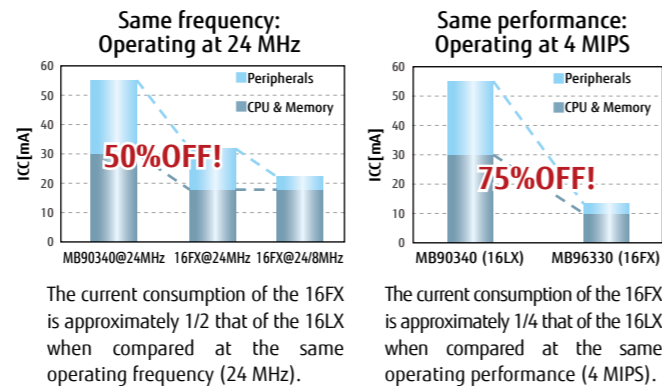 Same frequency:
Operating at 24 MHz
60
50
40
30
20
10
0
ICC[mA]
Peripherals
CPU & Memory
50%OFF!
MB90340@24MHz 16FX@24MHz 16FX@24/8MHz
The current consumption of the 16FX
is approximately 1/2 that of the 16LX
when compared at the same
operating frequency (24 MHz).
Same performance:
Operating at 4 MIPS
60
50
40
30
20
10
0
ICC[mA]
Peripherals
CPU & Memory
75%OFF!
MB90340 (16LX) MB96330 (16FX)
The current consumption of the 16FX
is approximately 1/4 that of the 16LX
when compared at the same
operating performance (4 MIPS).